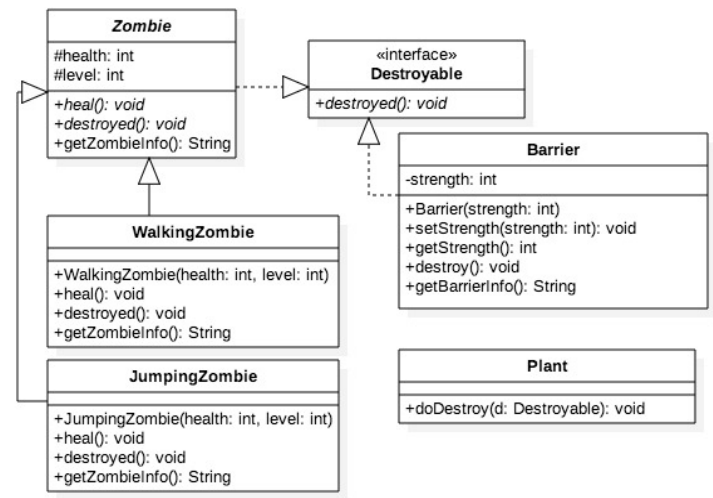 Zombie
#health: int
#level: int
+heal(): void
+destroyed(): void
+getZombieInfo(): String
«interface»
Destroyable
+destroyed(): void
Barrier
-strength: int
+Barrier(strength: int)
+setStrength(strength: int): void
+getStrength(): int
+destroy(): void
+getBarrierInfo(): String
WalkingZombie
+WalkingZombie(health: int, level: int)
+heal(): void
+destroyed(): void
+getZombieInfo(): String
JumpingZombie
+JumpingZombie(health: int, level: int)
+heal(): void
+destroyed(): void
+getZombieInfo(): String
Plant
+doDestroy(d: Destroyable): void